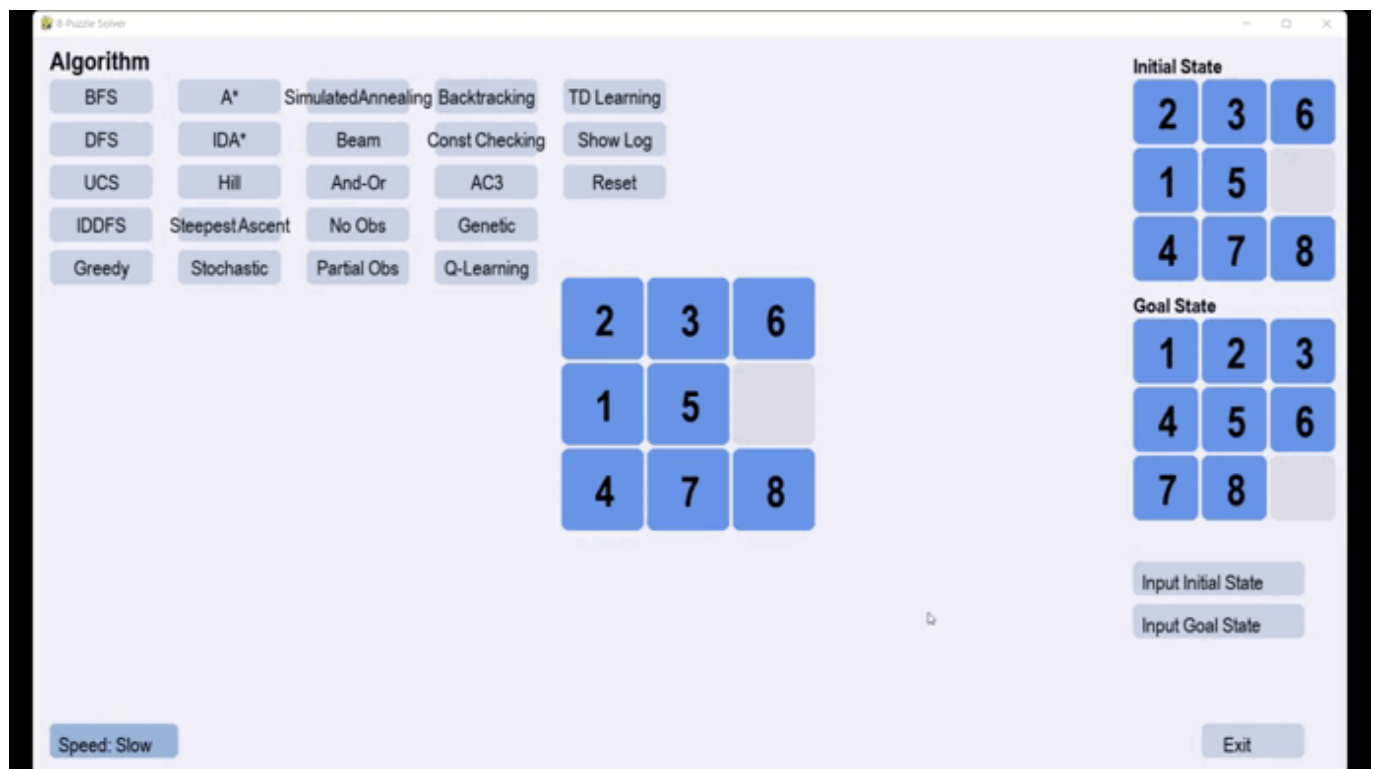 8-Puzzle Solver
Algorithm
BFS A* SimulatedAnnealing Backtracking TD Learning
DFS IDA* Beam Const Checking Show Log
UCS Hill And-Or AC3 Reset
IDDFS Steepest Ascent No Obs Genetic
Greedy Stochastic Partial Obs Q-Learning
2 3 6
1 5
4 7 8
Initial State
2 3 6
1 5
4 7 8
Goal State
1 2 3
4 5 6
7 8
Input Initial State
Input Goal State
Speed: Slow
Exit